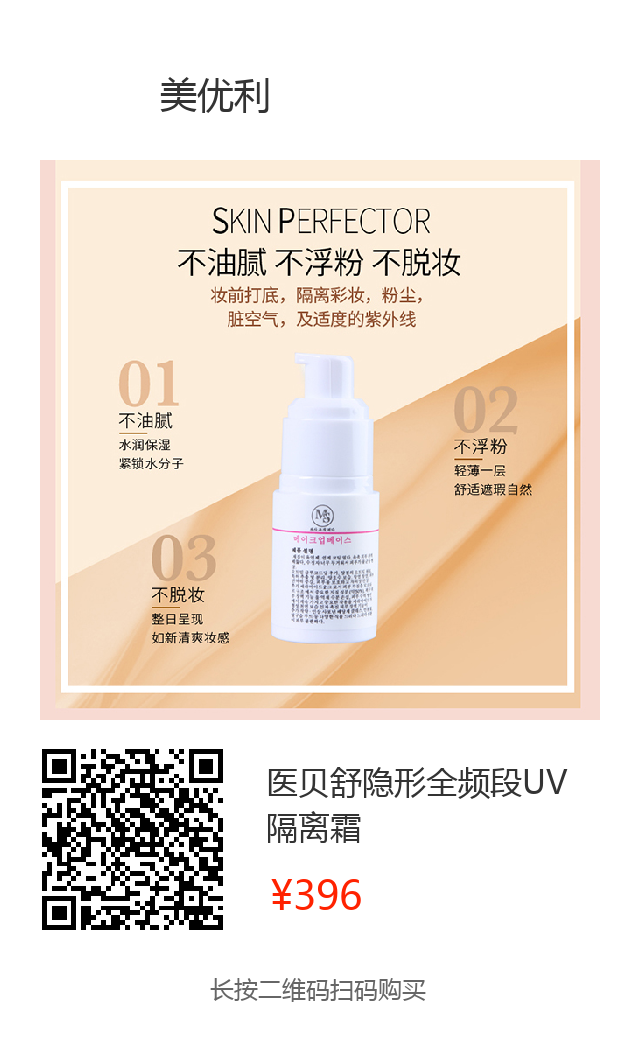 美优利
SKIN PERFECTOR
不油腻 不浮粉 不脱妆
妆前打底，隔离彩妆，粉尘，
脏空气，及适度的紫外线
01
不油腻
水润保湿
紧锁水分子
02
不浮粉
轻薄一层
舒适遮瑕自然
03
不脱妆
整日呈现
如新清爽妆感
메이크업베이스
医贝舒隐形全频段UV
隔离霜
¥396
长按二维码扫码购买